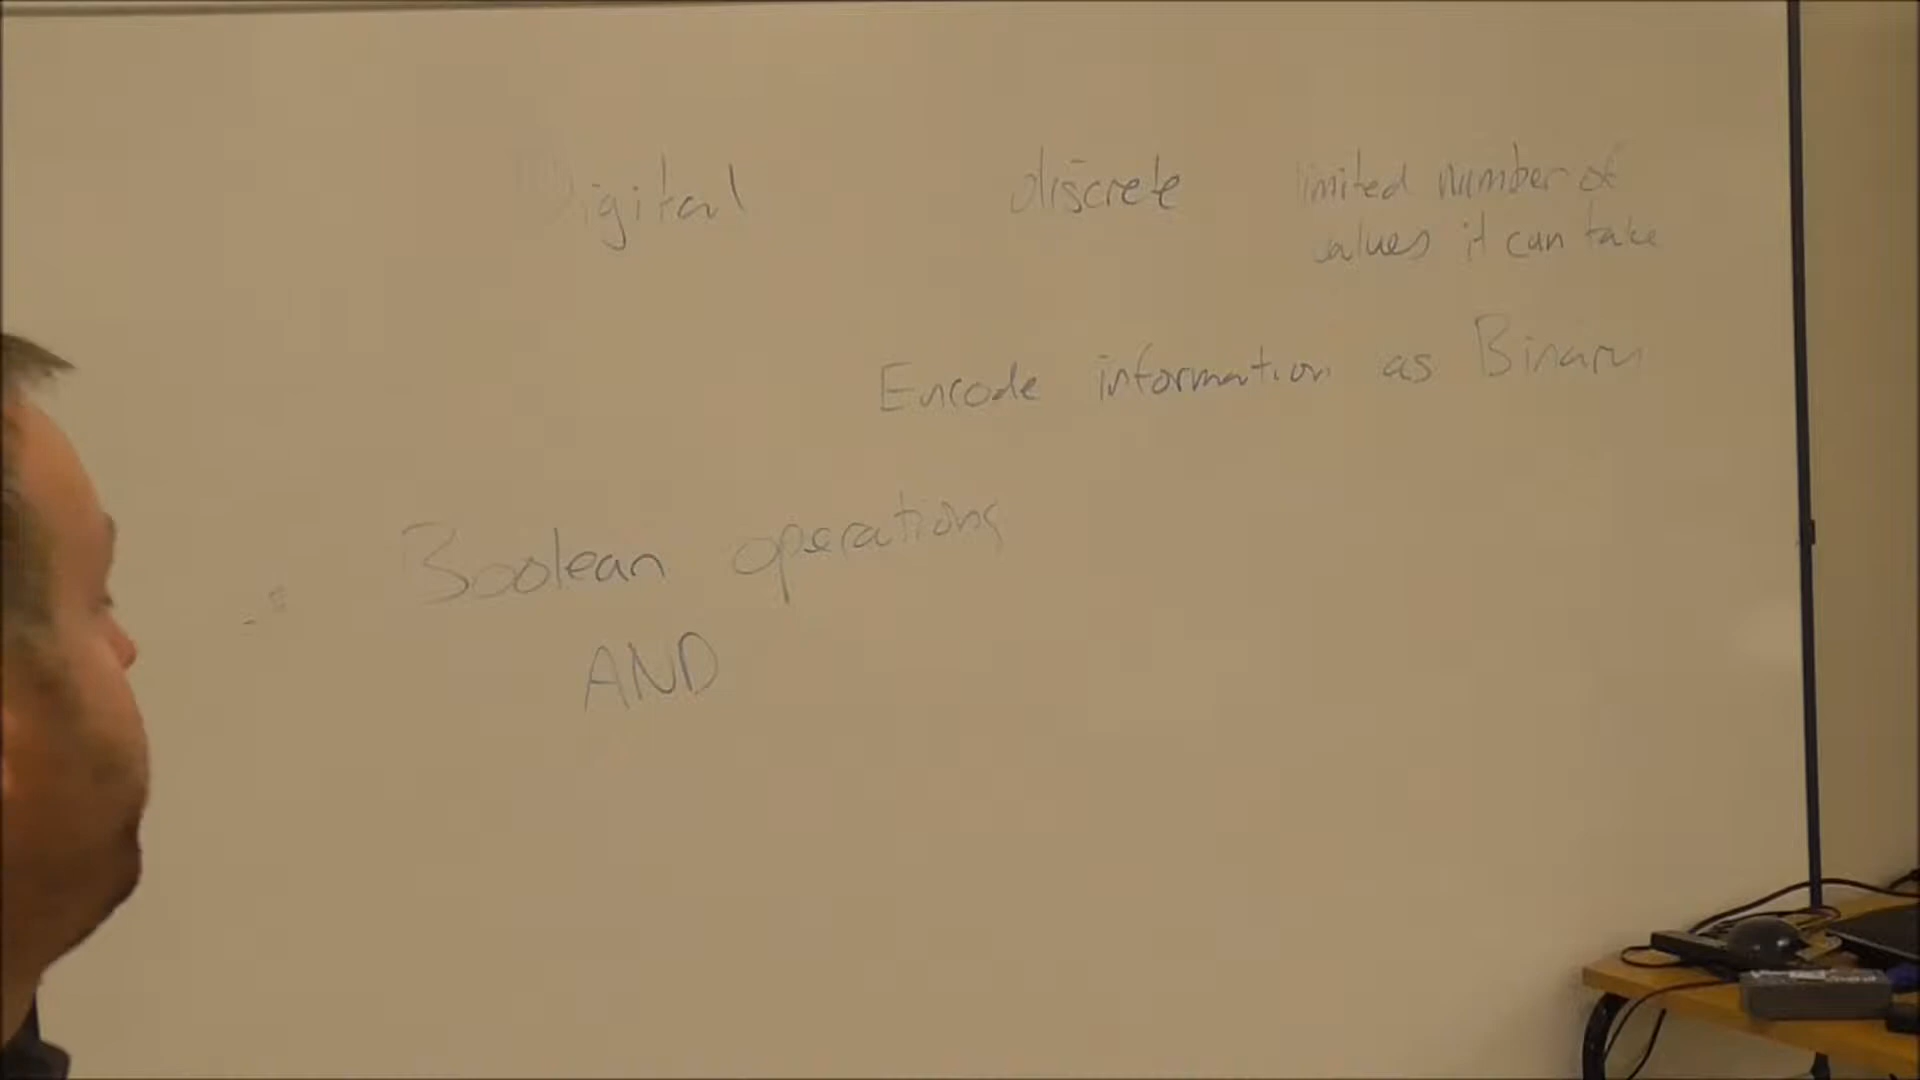 Digital discrete limited number of
values it can take
Encode information as Binary
Boolean operations
AND